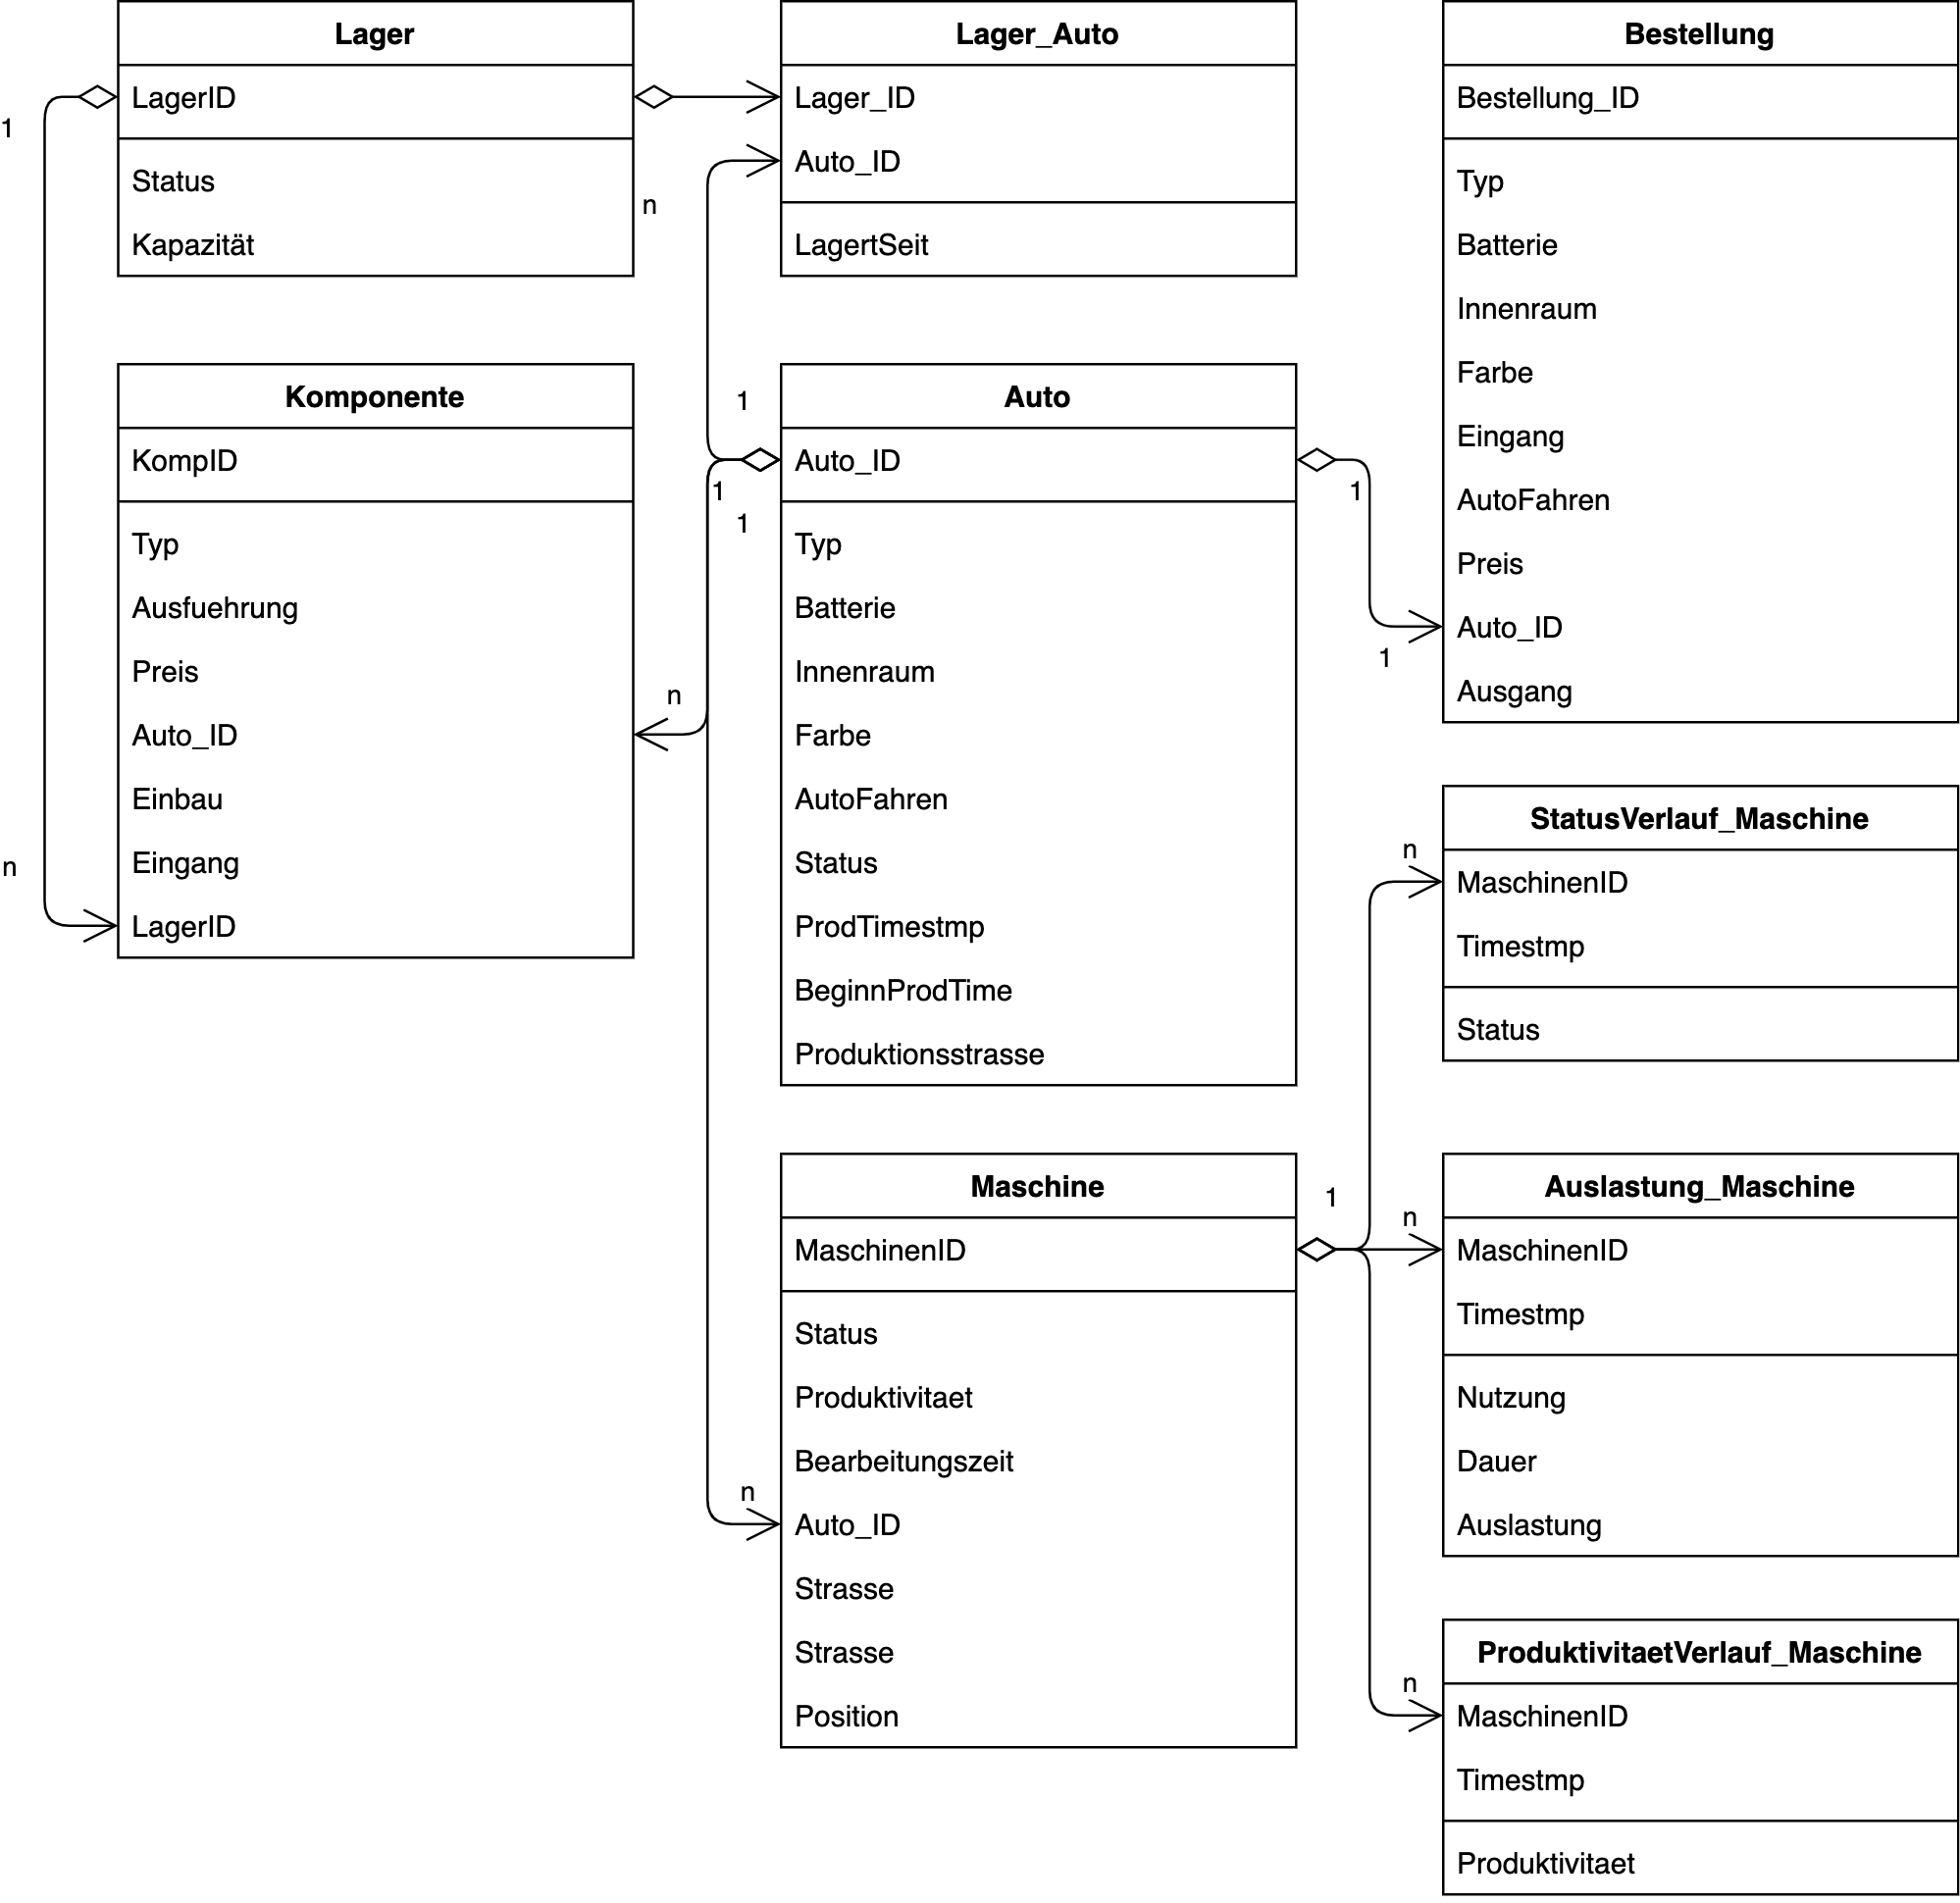 Lager
LagerID
Status
Kapazität
1
n
Lager_Auto
Lager_ID
Auto_ID
LagertSeit
n
Bestellung
Bestellung_ID
Typ
Batterie
Innenraum
Farbe
Eingang
AutoFahren
Preis
Auto_ID
Ausgang
Komponente
KompID
Typ
Ausfuehrung
Preis
Auto_ID
Einbau
Eingang
LagerID
n
1
1
1
Auto
Auto_ID
Typ
Batterie
Innenraum
Farbe
AutoFahren
Status
ProdTimestmp
BeginnProdTime
Produktionsstrasse
1
1
n
StatusVerlauf_Maschine
MaschinenID
Timestmp
Status
n
Maschine
MaschinenID
Status
Produktivitaet
Bearbeitungszeit
Auto_ID
Strasse
Strasse
Position
n
1
n
Auslastung_Maschine
MaschinenID
Timestmp
Nutzung
Dauer
Auslastung
n
ProduktivitaetVerlauf_Maschine
MaschinenID
Timestmp
Produktivitaet